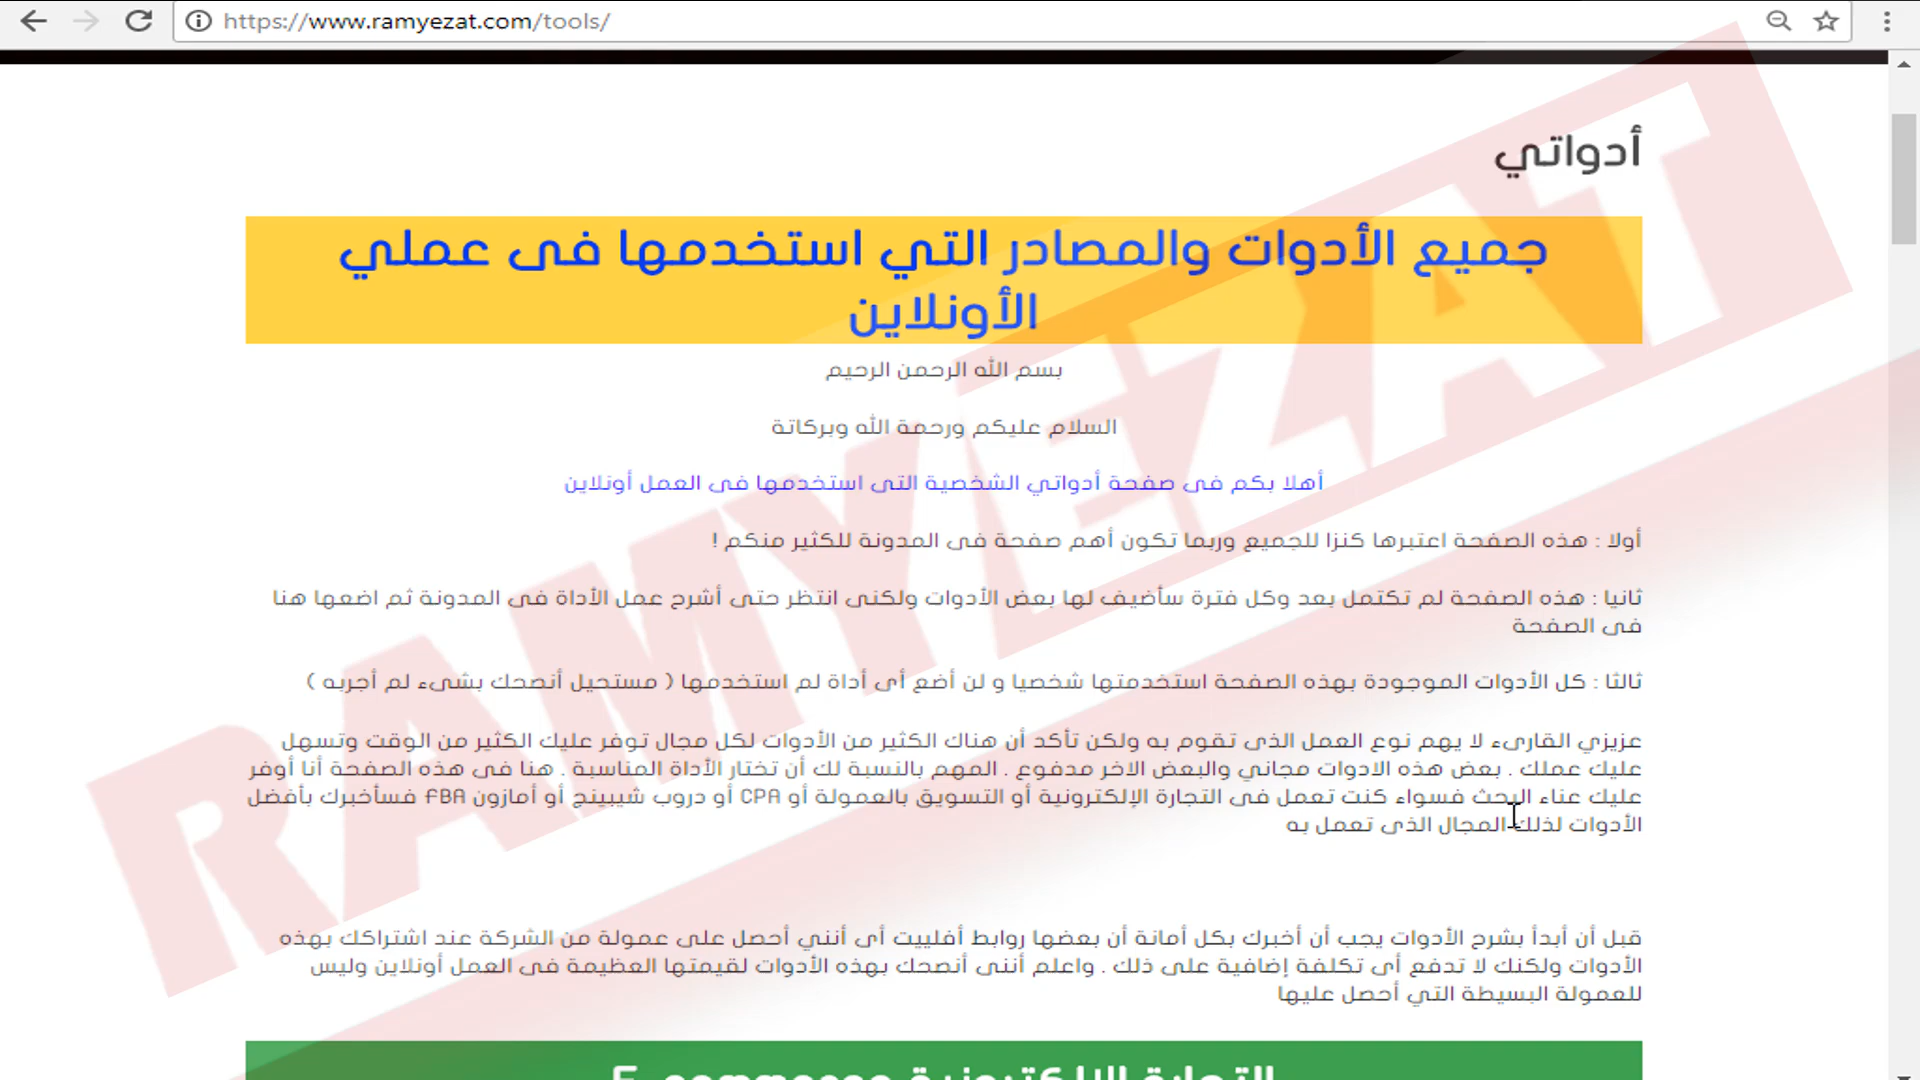 https://www.ramyezat.com/tools/
أدواتي
جميع الأدوات والمصادر التي استخدمها فى عملي
الأونلاين
بسم الله الرحمن الرحيم
السلام عليكم ورحمة الله وبركاتة
أهلا بكم فى صفحة أدواتي الشخصية التى استخدمها فى العمل أونلاين
أولا : هذه الصفحة اعتبرها كنزا للجميع وربما تكون أهم صفحة فى المدونة للكثير منكم !
ثانيا : هذه الصفحة لم تكتمل بعد وكل فترة سأضيف لها بعض الأدوات ولكنى انتظر حتى أشرح عمل الأداة فى المدونة ثم اضعها هنا
فى الصفحة
ثالثا : كل الأدوات الموجودة بهذه الصفحة استخدمتها شخصيا و لن أضع أى أداة لم استخدمها ( مستحيل أنصحك بشىء لم أجربه )
عزيزي القارىء لا يهم نوع العمل الذى تقوم به ولكن تأكد أن هناك الكثير من الأدوات لكل مجال توفر عليك الكثير من الوقت وتسهل
عليك عملك . بعض هذه الادوات مجاني والبعض الاخر مدفوع . المهم بالنسبة لك أن تختار الأداة المناسبة . هنا فى هذه الصفحة أنا أوفر
عليك عناء البحث فسواء كنت تعمل فى التجارة الإلكترونية أو التسويق بالعمولة أو CPA أو دروب شيبينج أو أمازون FBA فسأخبرك بأفضل
الأدوات لذلك المجال الذى تعمل به
قبل أن أبدأ بشرح الأدوات يجب أن أخبرك بكل أمانة أن بعضها روابط أفلييت أى أنني أحصل على عمولة من الشركة عند اشتراكك بهذه
الأدوات ولكنك لا تدفع أى تكلفة إضافية على ذلك . واعلم أننى أنصحك بهذه الأدوات لقيمتها العظيمة فى العمل أونلاين وليس
للعمولة البسيطة التي أحصل عليها
التجارة الإلكترونية E-commerce
RAMYEZAT